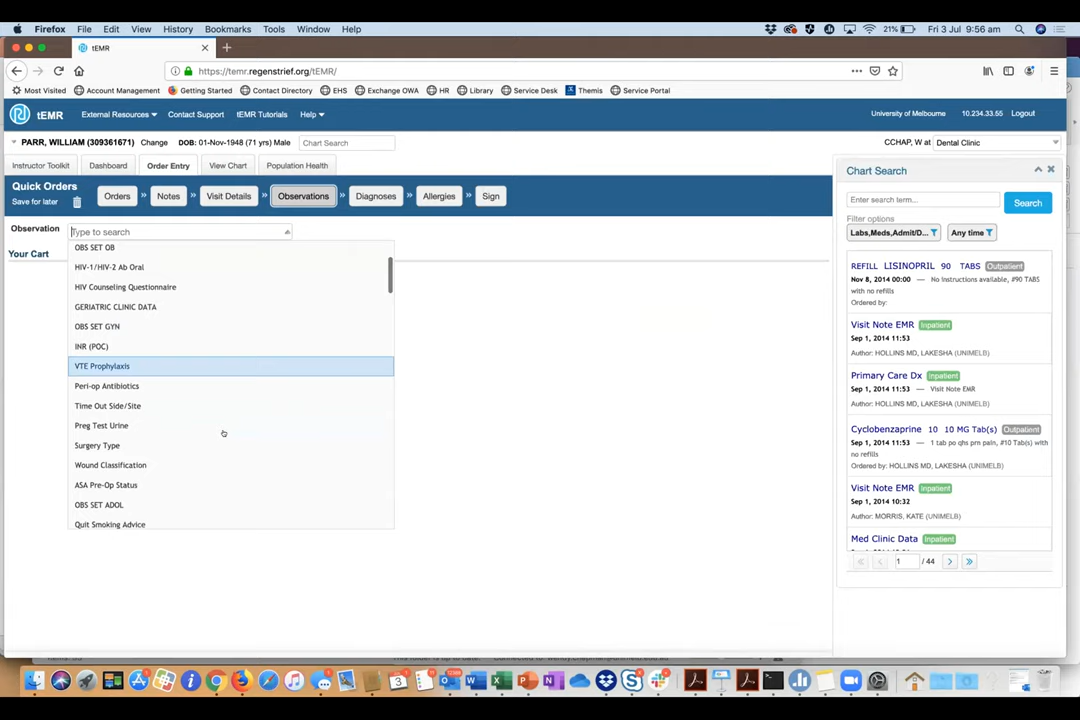 Firefox File Edit View History Bookmarks Tools Window Help 21% Fri 3 Jul 9:56 am
tEMR
https://temr.regenstrief.org/tEMR/
Most Visited Account Management Getting Started Contact Directory EHS Exchange OWA HR Library Service Desk Themis Service Portal
tEMR External Resources Contact Support tEMR Tutorials Help University of Melbourne 10.234.33.55 Logout
PARR, WILLIAM (309361671) Change DOB: 01-Nov-1948 (71 yrs) Male Chart Search CCHAP, W at Dental Clinic
Instructor Toolkit Dashboard Order Entry View Chart Population Health
Quick Orders
Save for later
Orders » Notes » Visit Details » Observations » Diagnoses » Allergies » Sign
Observation Type to search
Your Cart
OBS SET OB
HIV-1/HIV-2 Ab Oral
HIV Counseling Questionnaire
GERIATRIC CLINIC DATA
OBS SET GYN
INR (POC)
VTE Prophylaxis
Peri-op Antibiotics
Time Out Side/Site
Preg Test Urine
Surgery Type
Wound Classification
ASA Pre-Op Status
OBS SET ADOL
Quit Smoking Advice
Chart Search
Enter search term... Search
Filter options
Labs,Meds,Admit/D... Any time
REFILL LISINOPRIL 90 TABS Outpatient
Nov 8, 2014 00:00 — No instructions available, #90 TABS
with no refills
Ordered by:
Visit Note EMR Inpatient
Sep 1, 2014 11:53
Author: HOLLINS MD, LAKESHA (UNIMELB)
Primary Care Dx Inpatient
Sep 1, 2014 11:53 — Visit Note EMR
Author: HOLLINS MD, LAKESHA (UNIMELB)
Cyclobenzaprine 10 10 MG Tab(s) Outpatient
Sep 1, 2014 11:53 — 1 tab po qhs prn pain, #10 Tab(s) with
no refills
Ordered by: HOLLINS MD, LAKESHA (UNIMELB)
Visit Note EMR Inpatient
Sep 1, 2014 10:32
Author: MORRIS, KATE (UNIMELB)
Med Clinic Data Inpatient
1 / 44